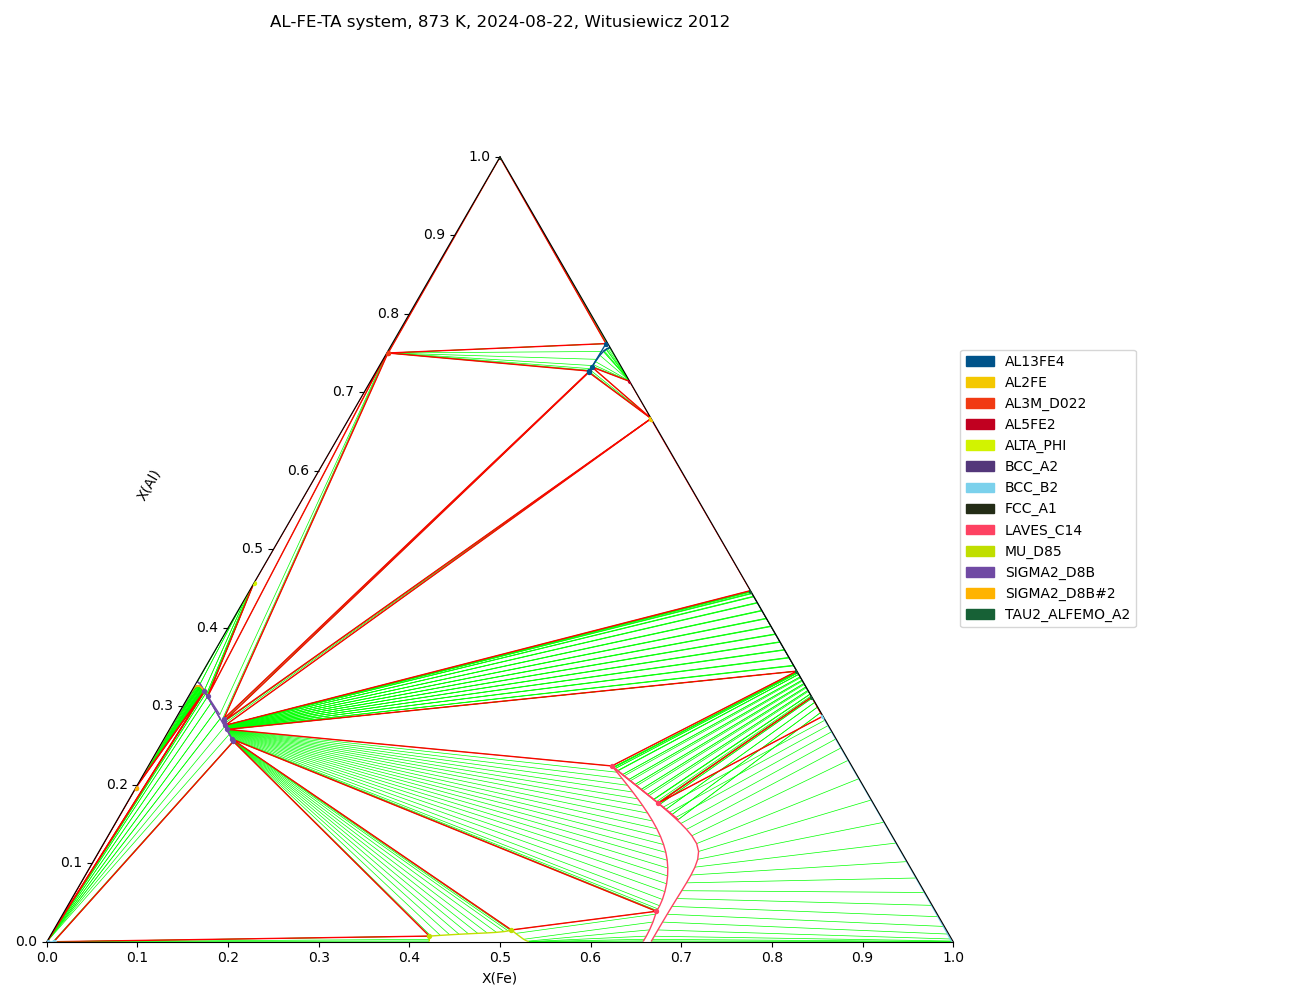 AL-FE-TA system, 873 K, 2024-08-22, Witusiewicz 2012
1.0
0.9
0.8
0.7
0.6
0.5
0.4
0.3
0.2
0.1
0.0
X(Al)
0.0 0.1 0.2 0.3 0.4 0.5 0.6 0.7 0.8 0.9 1.0
X(Fe)
AL13FE4
AL2FE
AL3M_D022
AL5FE2
ALTA_PHI
BCC_A2
BCC_B2
FCC_A1
LAVES_C14
MU_D85
SIGMA2_D8B
SIGMA2_D8B#2
TAU2_ALFEMO_A2